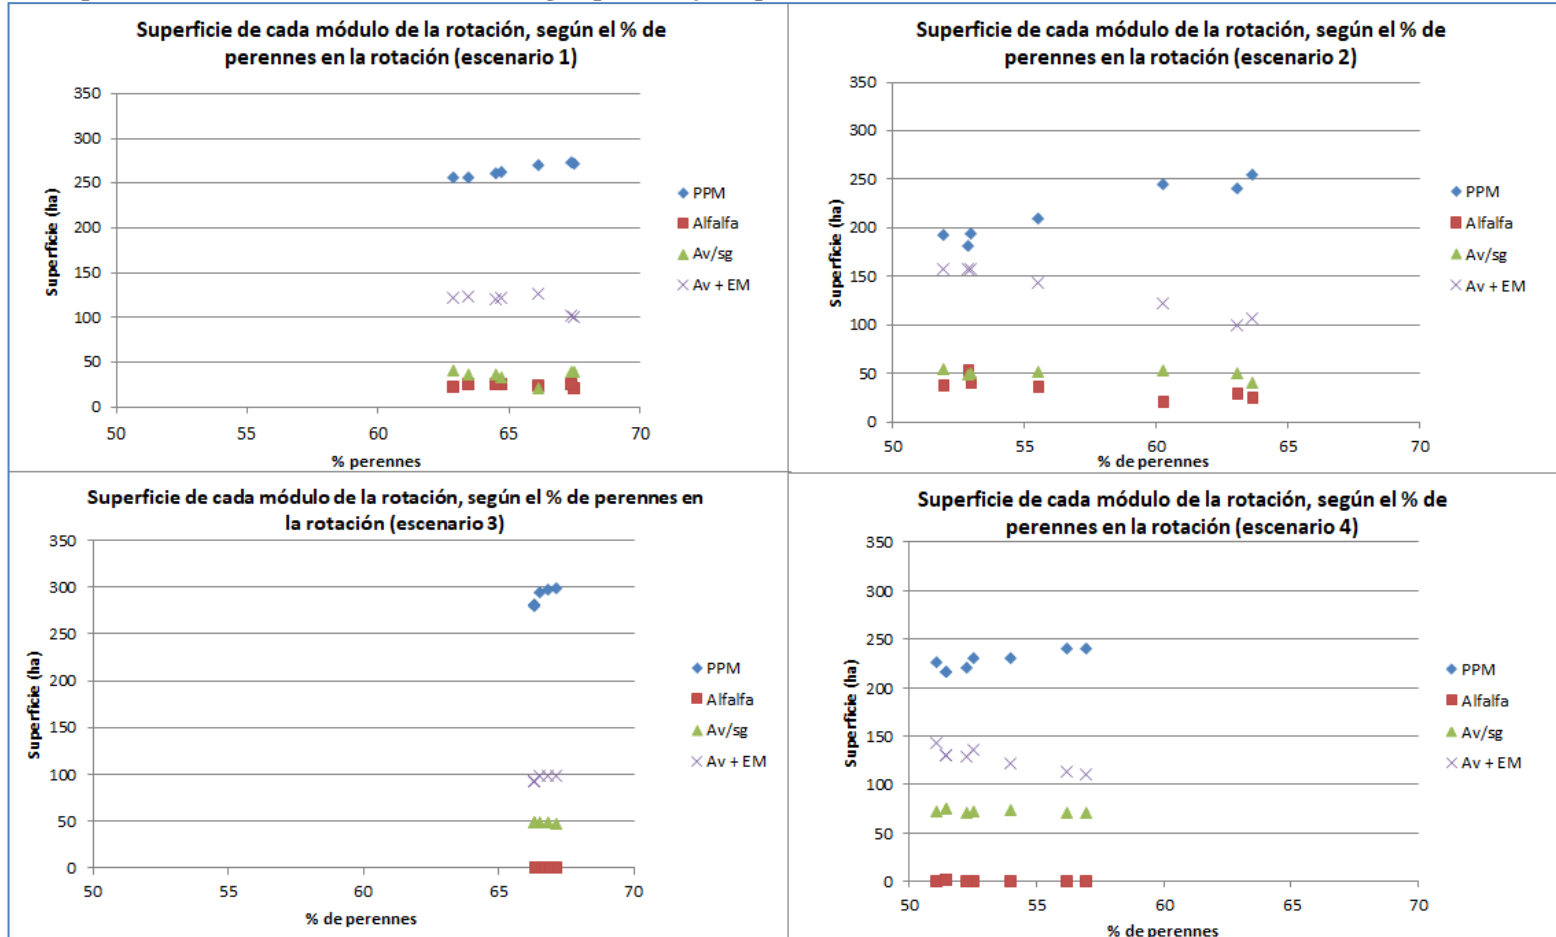 Superficie de cada módulo de la rotación, según el % de
perennes en la rotación (escenario 1)
350
300
250
200
150
100
50
0
Superficie (ha)
50
55
60
65
70
% perennes
PPM
Alfalfa
Av/sg
Av + EM
Superficie de cada módulo de la rotación, según el % de
perennes en la rotación (escenario 2)
350
300
250
200
150
100
50
0
Superficie (ha)
50
55
60
65
70
% de perennes
PPM
Alfalfa
Av/sg
Av + EM
Superficie de cada módulo de la rotación, según el % de perennes en
la rotación (escenario 3)
350
300
250
200
150
100
50
0
Superficie (ha)
50
55
60
65
70
% de perennes
PPM
Alfalfa
Av/sg
Av + EM
Superficie de cada módulo de la rotación, según el % de
perennes en la rotación (escenario 4)
350
300
250
200
150
100
50
0
Superficie (ha)
50
55
60
65
70
% de perennes
PPM
Alfalfa
Av/sg
Av + EM